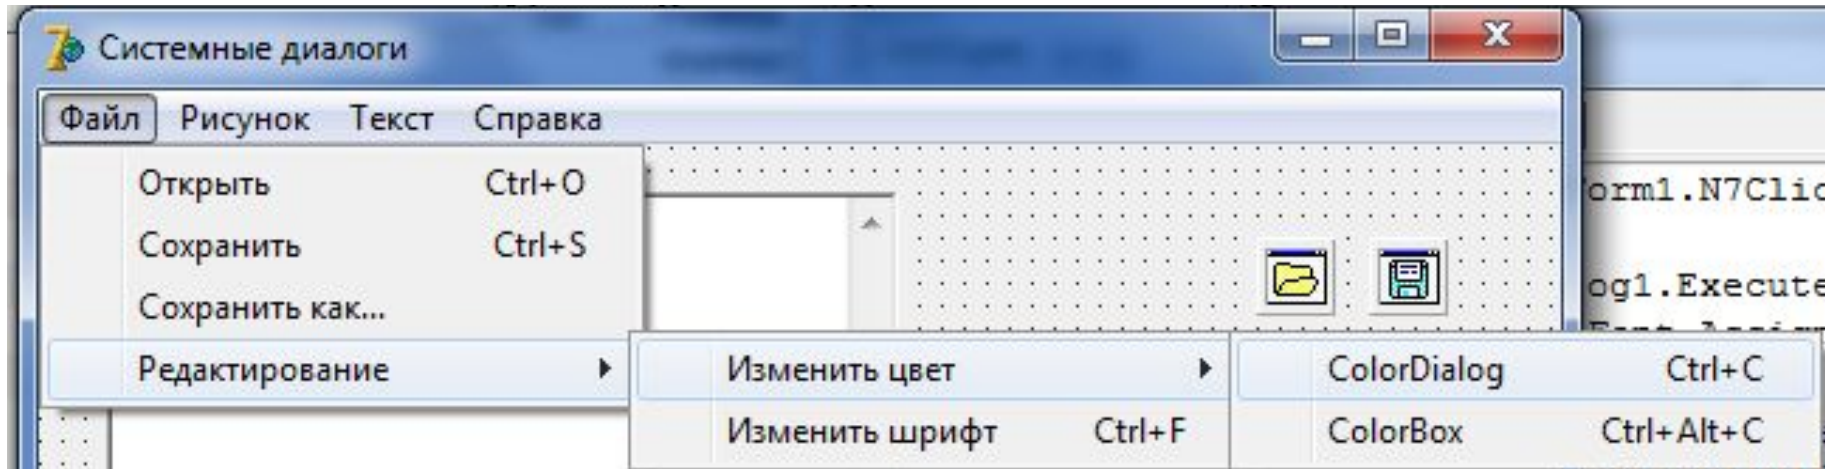 Системные диалоги
Файл Рисунок Текст Справка
Открыть Ctrl+O
Сохранить Ctrl+S
Сохранить как...
Редактирование
Изменить цвет
Изменить шрифт Ctrl+F
ColorDialog Ctrl+C
ColorBox Ctrl+Alt+C
orm1.N7Clic
og1.Execute